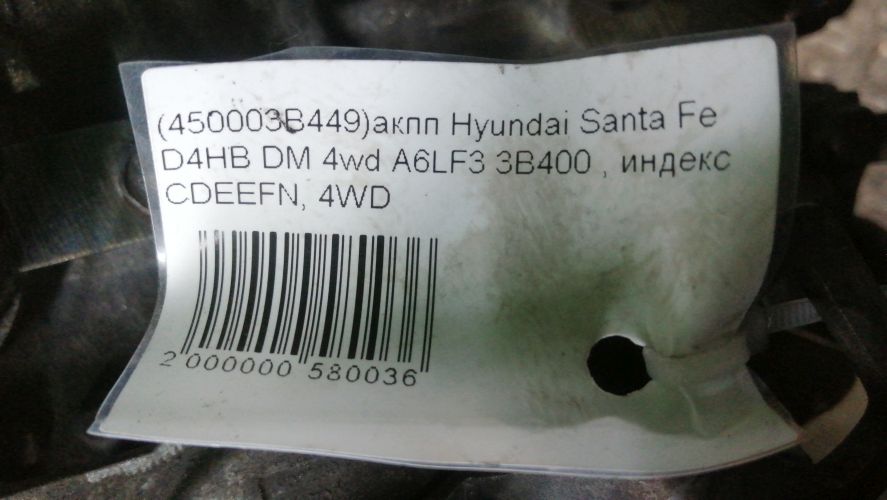 (450003B449)акпп Hyundai Santa Fe
D4HB DM 4wd A6LF3 3B400 , индекс
CDEEFN, 4WD
2 000000 580036